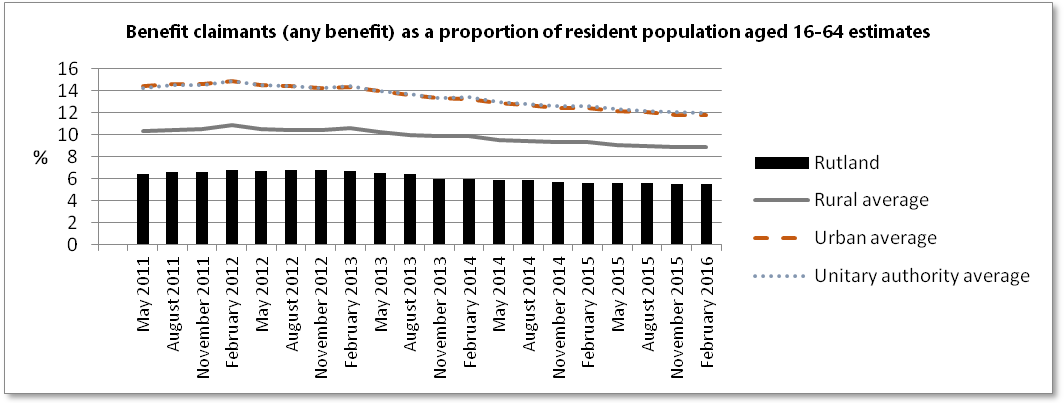 Benefit claimants (any benefit) as a proportion of resident population aged 16-64 estimates
16
14
12
10
8
6
4
2
0
%
May 2011
August 2011
November 2011
February 2012
May 2012
August 2012
November 2012
February 2013
May 2013
August 2013
November 2013
February 2014
May 2014
August 2014
November 2014
February 2015
May 2015
August 2015
November 2015
February 2016
Rutland
Rural average
Urban average
Unitary authority average